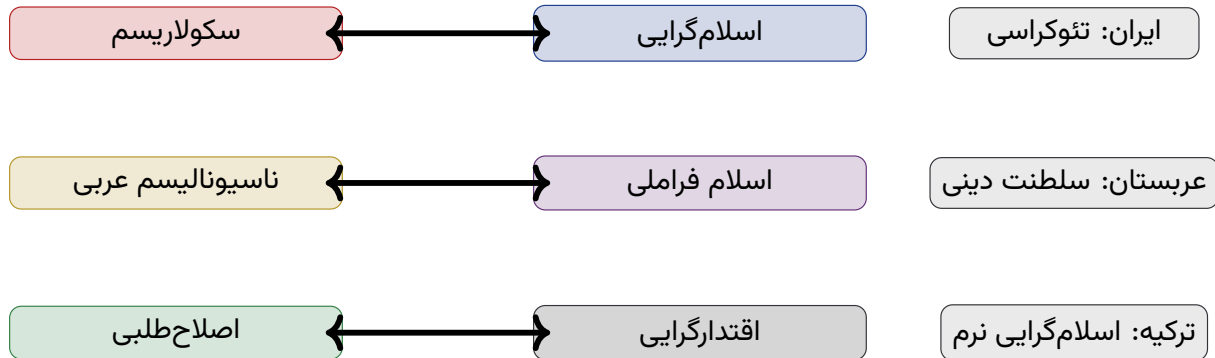 ایران: تئوکراسی
اسلام‌گرایی
سکولاریسم
عربستان: سلطنت دینی
اسلام فراملی
ناسیونالیسم عربی
ترکیه: اسلام‌گرایی نرم
اقتدارگرایی
اصلاح‌طلبی